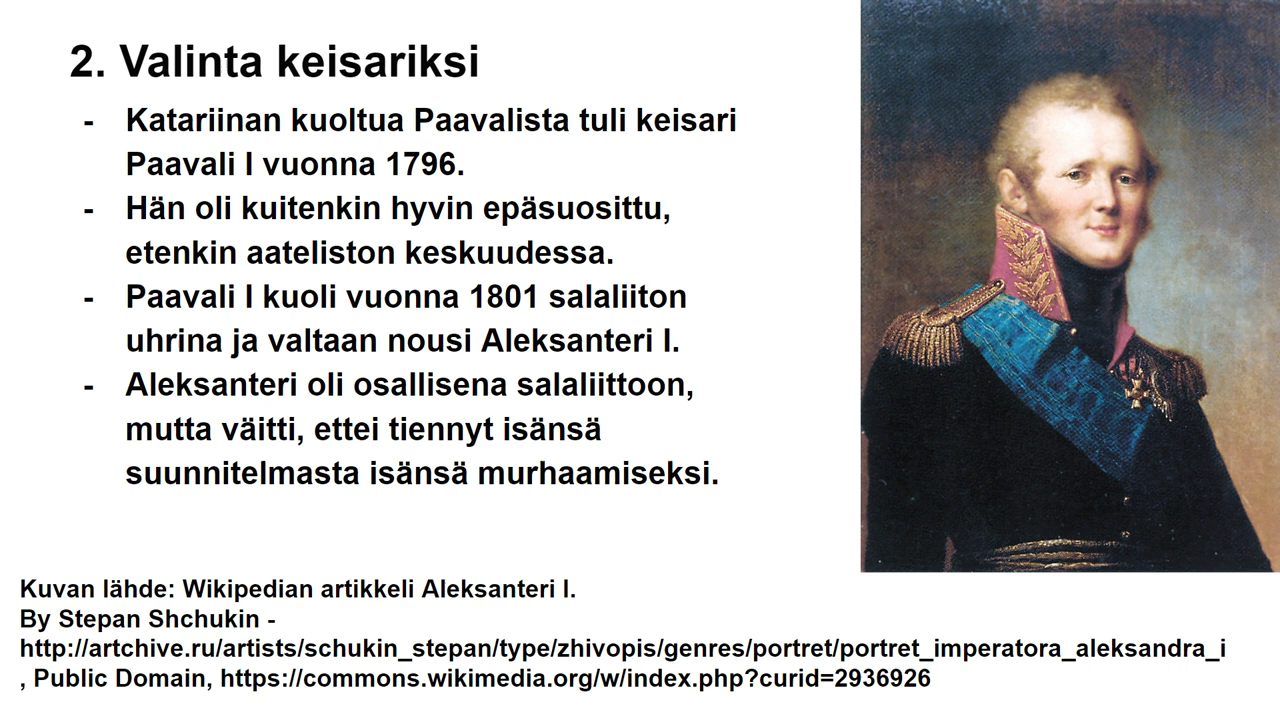 2. Valinta keisariksi
- Katariinan kuoltua Paavalista tuli keisari
Paavali I vuonna 1796.
- Hän oli kuitenkin hyvin epäsuosittu,
etenkin aateliston keskuudessa.
- Paavali I kuoli vuonna 1801 salaliiton
uhrina ja valtaan nousi Aleksanteri I.
- Aleksanteri oli osallisena salaliittoon,
mutta väitti, ettei tiennyt isänsä
suunnitelmasta isänsä murhaamiseksi.
Kuvan lähde: Wikipedian artikkeli Aleksanteri I.
By Stepan Shchukin -
http://artchive.ru/artists/schukin_stepan/type/zhivopis/genres/portret/portret_imperatora_aleksandra_i
, Public Domain, https://commons.wikimedia.org/w/index.php?curid=2936926